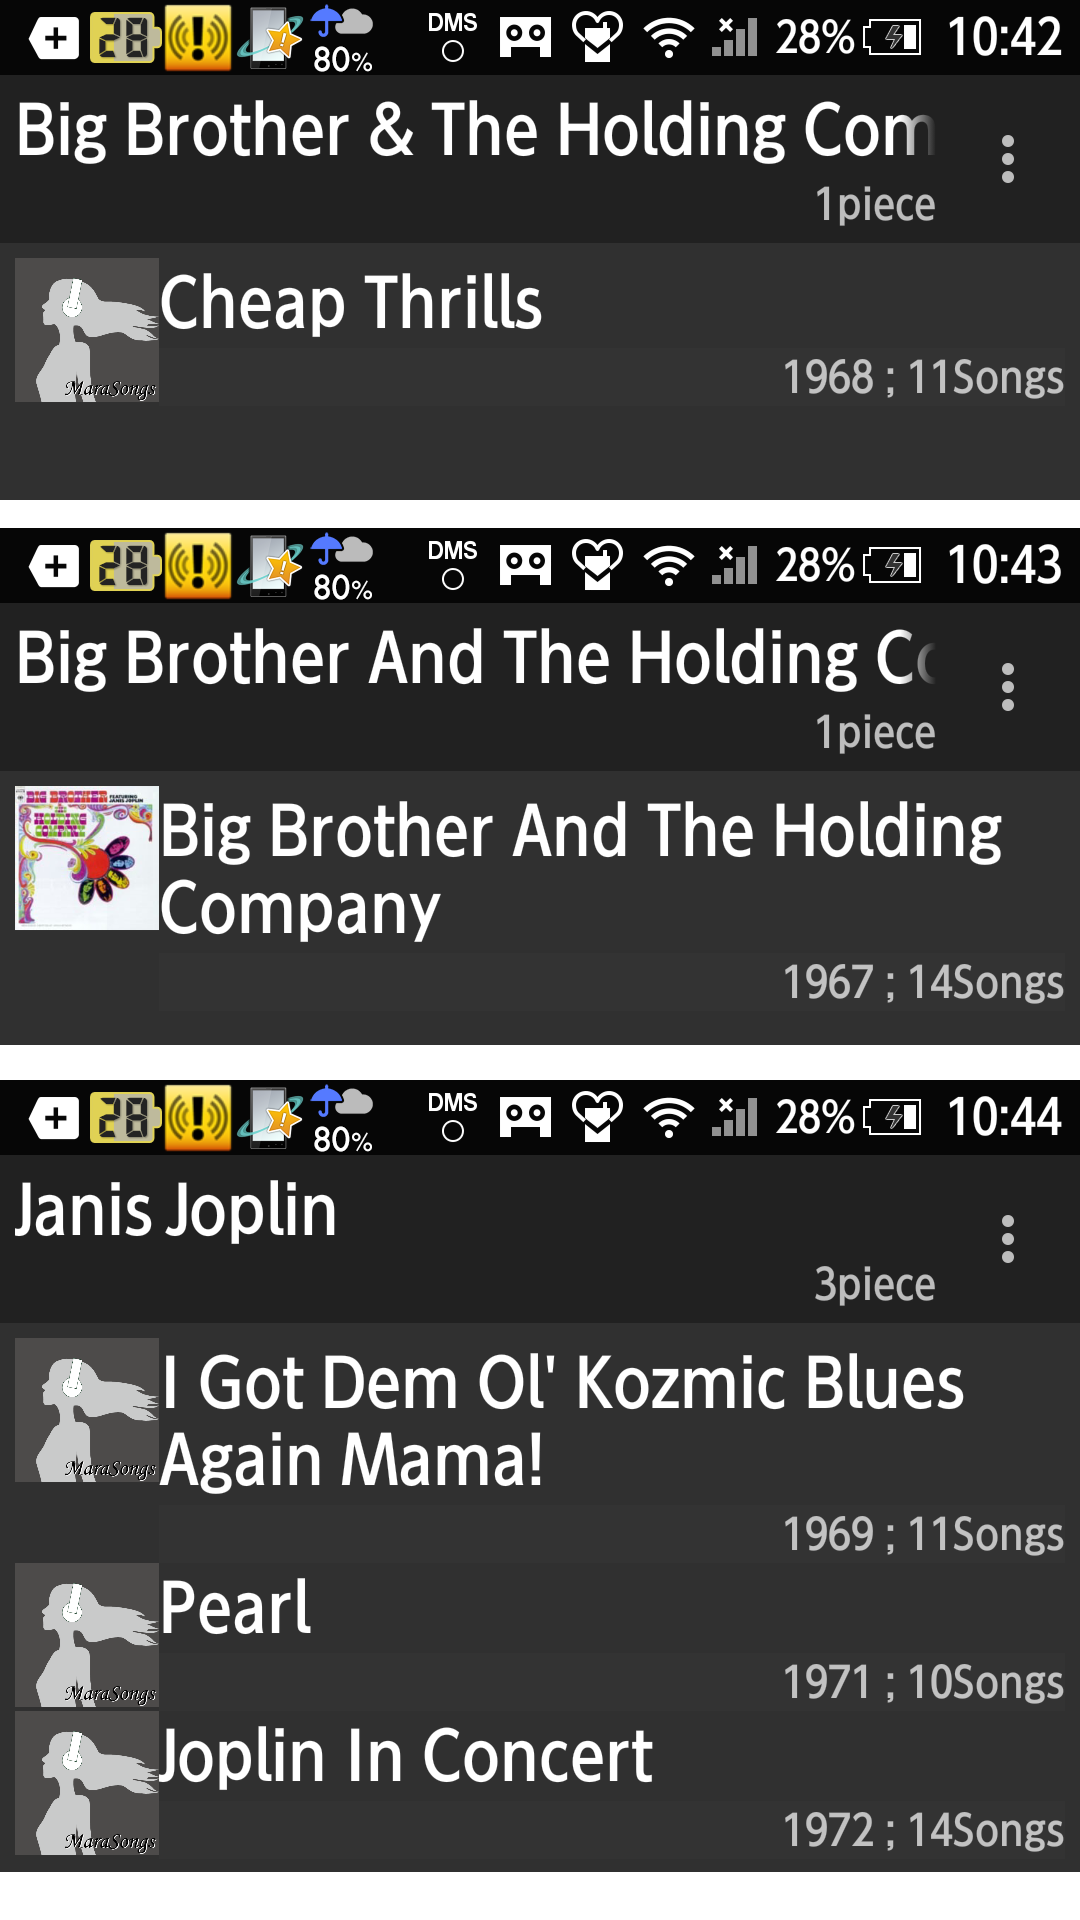 28 80% DMS 28% 10:42
Big Brother & The Holding Com
1piece
Cheap Thrills
MaraSongs
1968 ; 11Songs
28 80% DMS 28% 10:43
Big Brother And The Holding Co
1piece
BIG BROTHER FEATURING JANIS JOPLIN
HOLDING
COMPANY
Big Brother And The Holding
Company
1967 ; 14Songs
28 80% DMS 28% 10:44
Janis Joplin
3piece
I Got Dem Ol' Kozmic Blues
Again Mama!
MaraSongs
1969 ; 11Songs
Pearl
MaraSongs
1971 ; 10Songs
Joplin In Concert
MaraSongs
1972 ; 14Songs